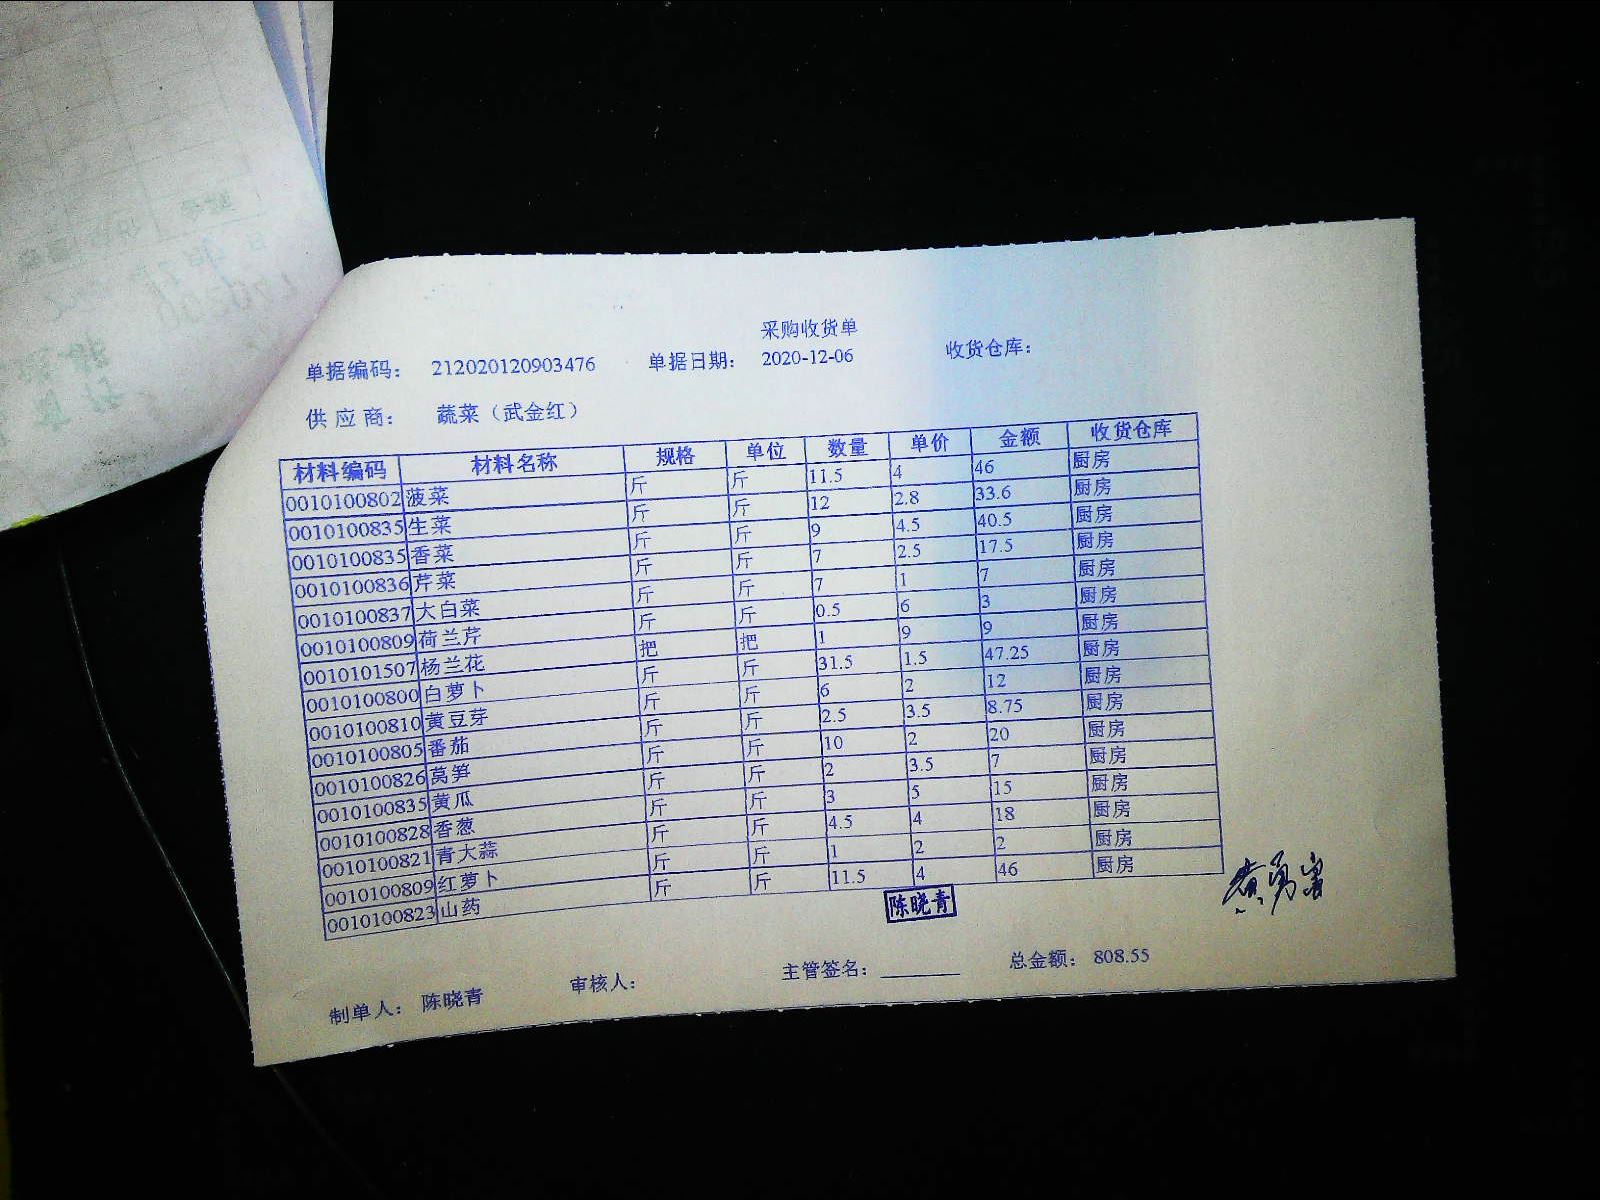 采购收货单
单据编码: 212020120903476 单据日期: 2020-12-06 收货仓库:
供 应 商: 蔬菜（武金红）
材料编码 材料名称 规格 单位 数量 单价 金额 收货仓库
0010100802 菠菜 斤 斤 11.5 4 46 厨房
0010100835 生菜 斤 斤 12 2.8 33.6 厨房
0010100835 香菜 斤 斤 9 4.5 40.5 厨房
0010100836 芹菜 斤 斤 7 2.5 17.5 厨房
0010100837 大白菜 斤 斤 7 1 7 厨房
0010100809 荷兰芹 斤 斤 0.5 6 3 厨房
0010101507 杨兰花 把 把 1 9 9 厨房
0010100800 白萝卜 斤 斤 31.5 1.5 47.25 厨房
0010100810 黄豆芽 斤 斤 6 2 12 厨房
0010100805 番茄 斤 斤 2.5 3.5 8.75 厨房
0010100826 莴笋 斤 斤 10 2 20 厨房
0010100835 黄瓜 斤 斤 2 3.5 7 厨房
0010100828 香葱 斤 斤 3 5 15 厨房
0010100821 青大蒜 斤 斤 4.5 4 18 厨房
0010100809 红萝卜 斤 斤 1 2 2 厨房
0010100823 山药 斤 斤 11.5 4 46 厨房
陈晓青
制单人: 陈晓青 审核人: 主管签名: 总金额: 808.55